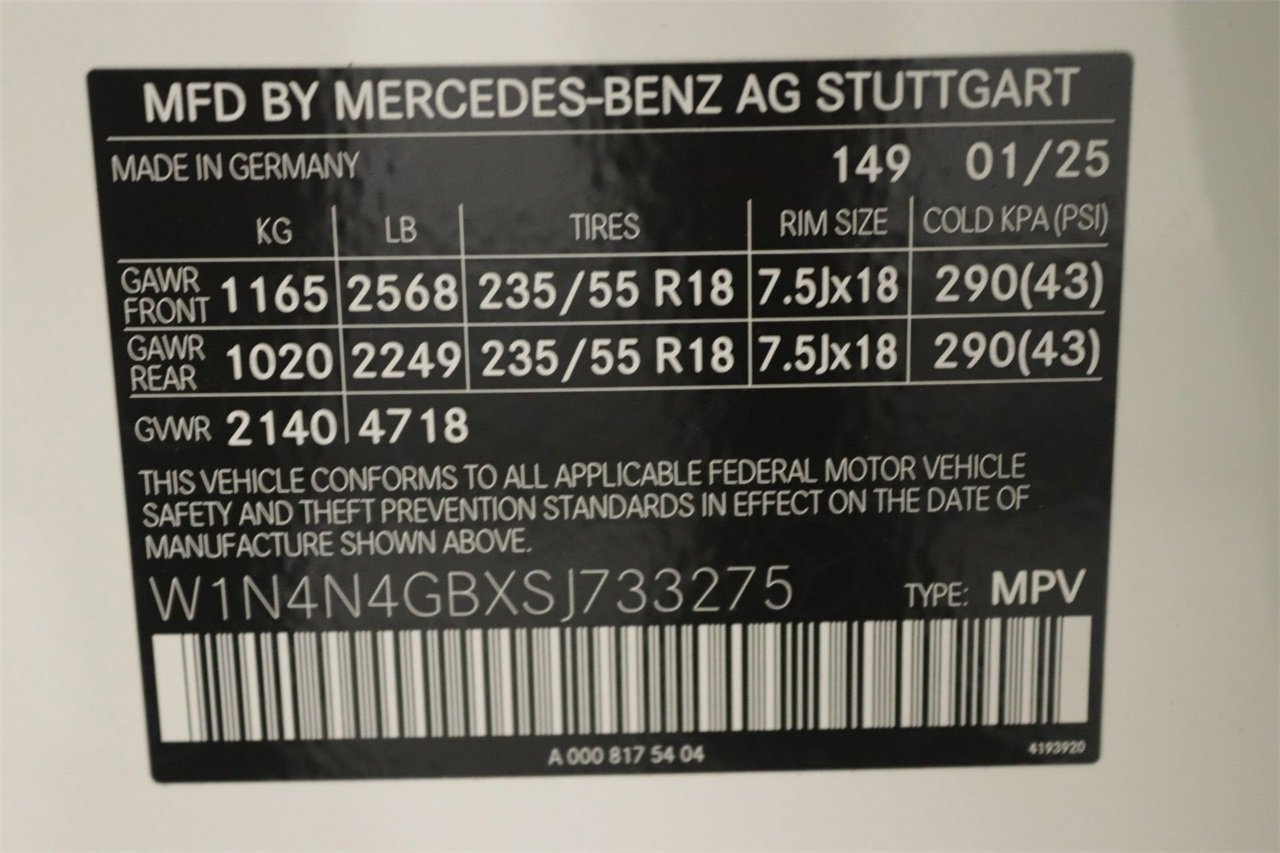 MFD BY MERCEDES-BENZ AG STUTTGART
MADE IN GERMANY 149 01/25
KG LB TIRES RIM SIZE COLD KPA (PSI)
GAWR FRONT 1165 2568 235/55 R18 7.5Jx18 290(43)
GAWR REAR 1020 2249 235/55 R18 7.5Jx18 290(43)
GVWR 2140 4718
THIS VEHICLE CONFORMS TO ALL APPLICABLE FEDERAL MOTOR VEHICLE
SAFETY AND THEFT PREVENTION STANDARDS IN EFFECT ON THE DATE OF
MANUFACTURE SHOWN ABOVE.
W1N4N4GBXSJ733275 TYPE: MPV
A 000 817 54 04 4193920